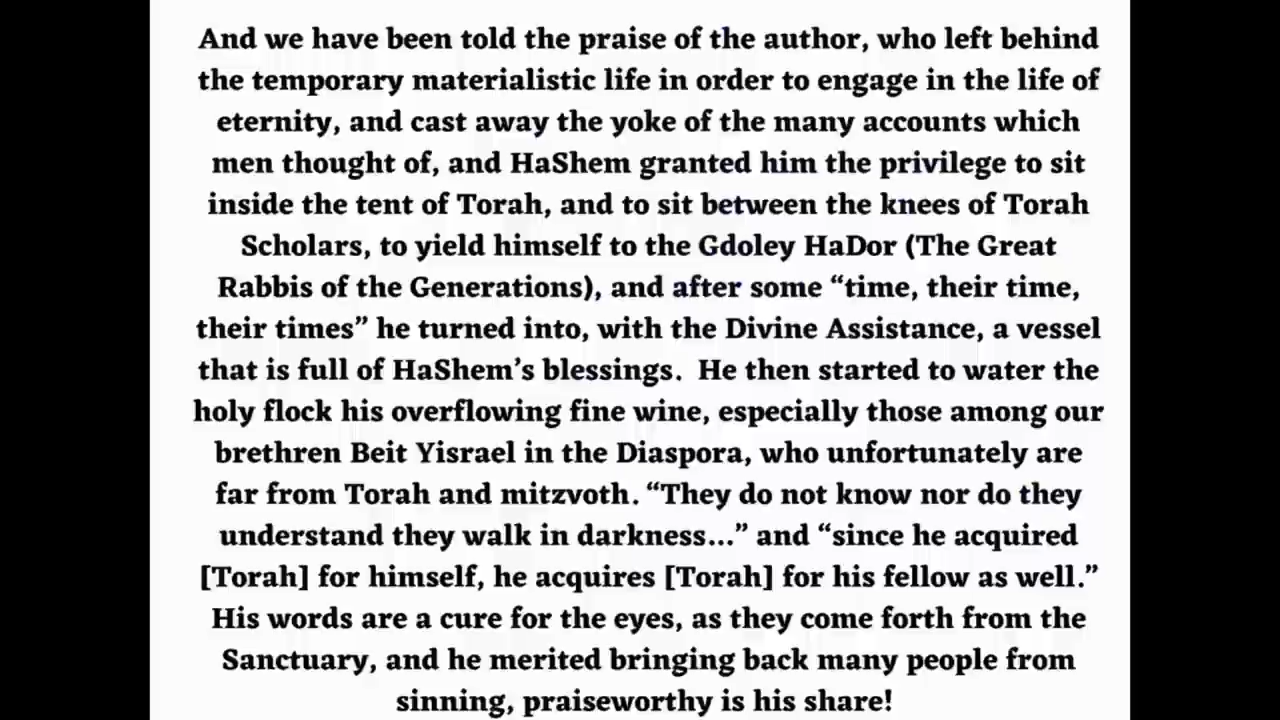 And we have been told the praise of the author, who left behind
the temporary materialistic life in order to engage in the life of
eternity, and cast away the yoke of the many accounts which
men thought of, and HaShem granted him the privilege to sit
inside the tent of Torah, and to sit between the knees of Torah
Scholars, to yield himself to the Gdoley HaDor (The Great
Rabbis of the Generations), and after some “time, their time,
their times” he turned into, with the Divine Assistance, a vessel
that is full of HaShem’s blessings.  He then started to water the
holy flock his overflowing fine wine, especially those among our
brethren Beit Yisrael in the Diaspora, who unfortunately are
far from Torah and mitzvoth. “They do not know nor do they
understand they walk in darkness...” and “since he acquired
[Torah] for himself, he acquires [Torah] for his fellow as well.”
His words are a cure for the eyes, as they come forth from the
Sanctuary, and he merited bringing back many people from
sinning, praiseworthy is his share!